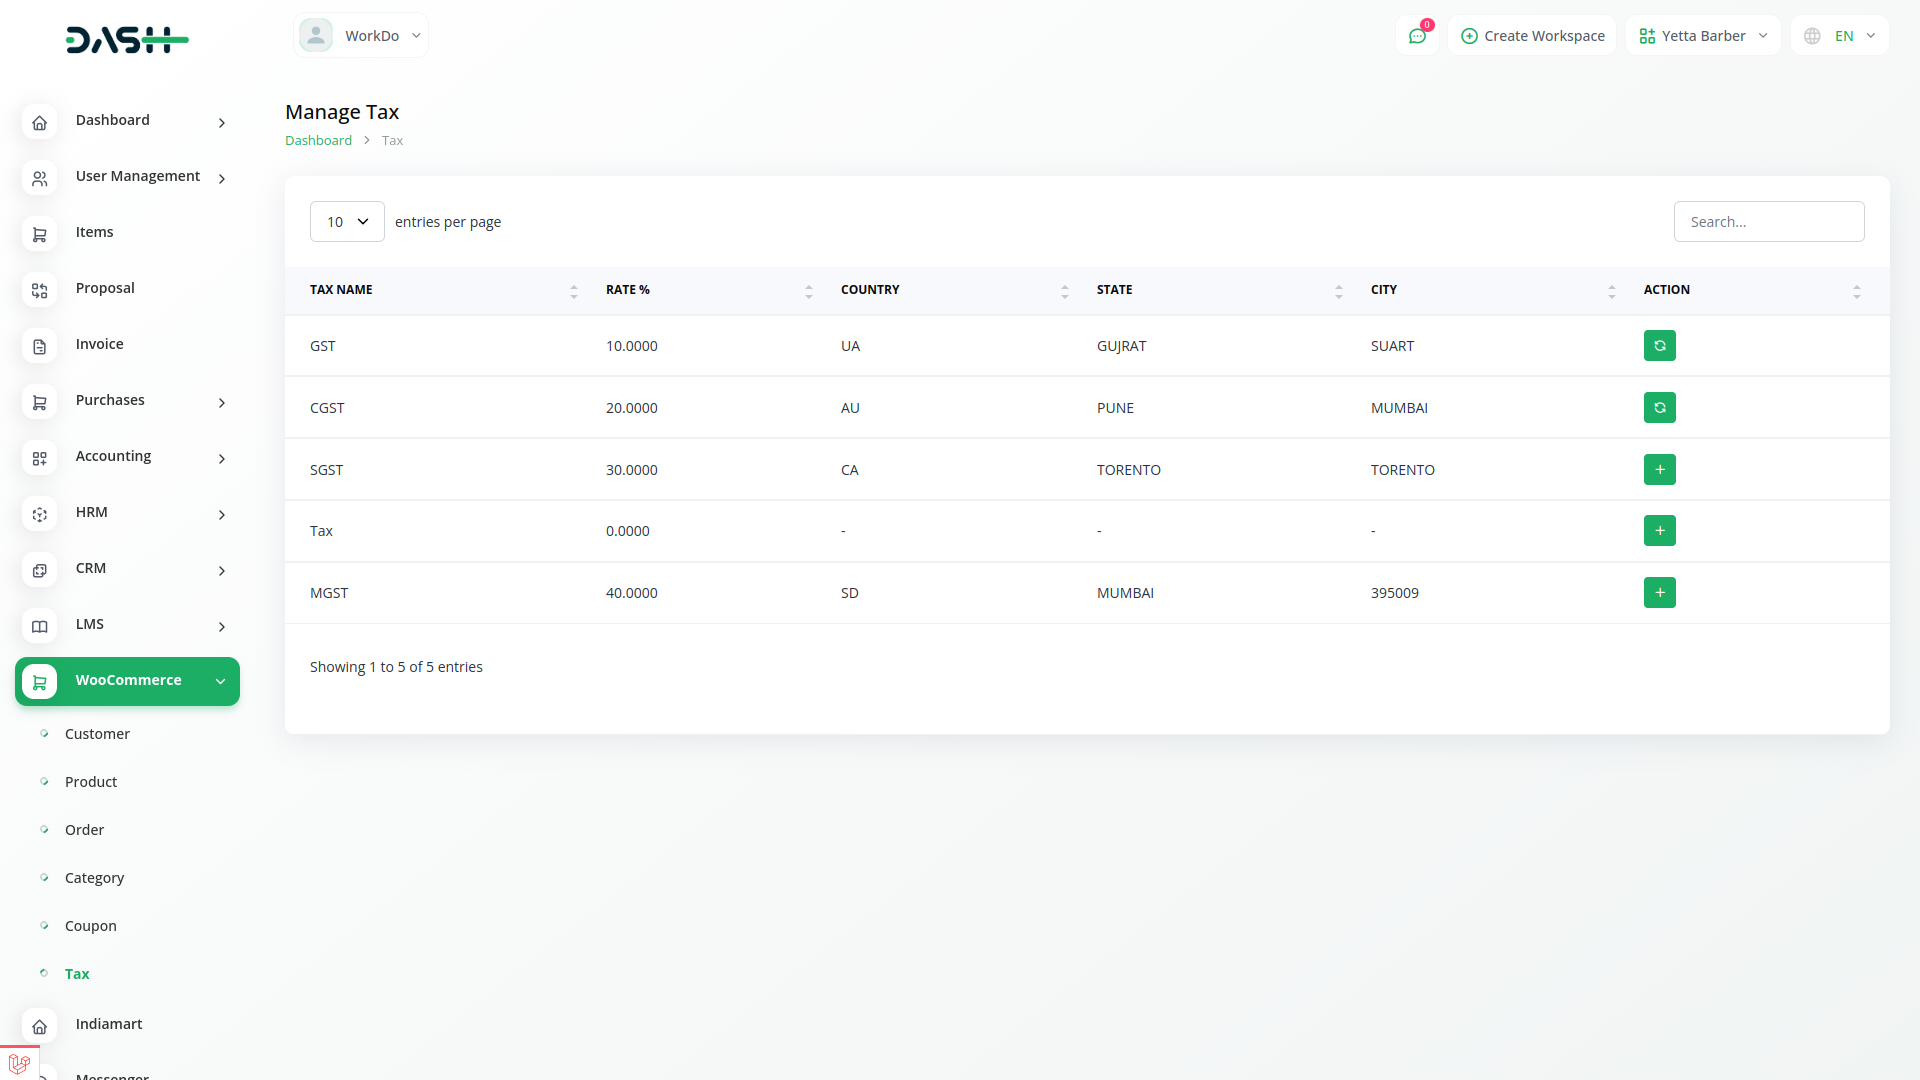 DASH
WorkDo
0
Create Workspace
Yetta Barber
EN
Dashboard
User Management
Items
Proposal
Invoice
Purchases
Accounting
HRM
CRM
LMS
WooCommerce
Customer
Product
Order
Category
Coupon
Tax
Indiamart
Messenger
Manage Tax
Dashboard > Tax
10 entries per page
Search...
TAX NAME RATE % COUNTRY STATE CITY ACTION
GST 10.0000 UA GUJRAT SUART
CGST 20.0000 AU PUNE MUMBAI
SGST 30.0000 CA TORENTO TORENTO
Tax 0.0000 - - -
MGST 40.0000 SD MUMBAI 395009
Showing 1 to 5 of 5 entries